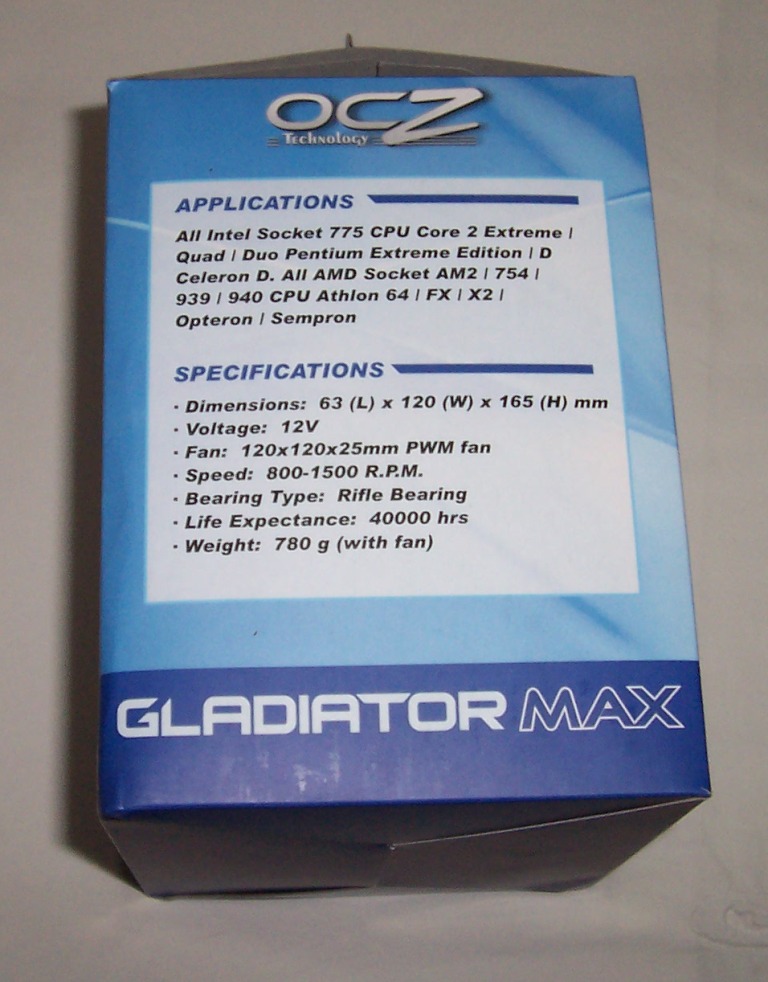 OCZ
Technology
APPLICATIONS
All Intel Socket 775 CPU Core 2 Extreme /
Quad / Duo Pentium Extreme Edition / D
Celeron D. All AMD Socket AM2 / 754 /
939 / 940 CPU Athlon 64 / FX / X2 /
Opteron / Sempron
SPECIFICATIONS
· Dimensions: 63 (L) x 120 (W) x 165 (H) mm
· Voltage: 12V
· Fan: 120x120x25mm PWM fan
· Speed: 800-1500 R.P.M.
· Bearing Type: Rifle Bearing
· Life Expectance: 40000 hrs
· Weight: 780 g (with fan)
GLADIATOR MAX